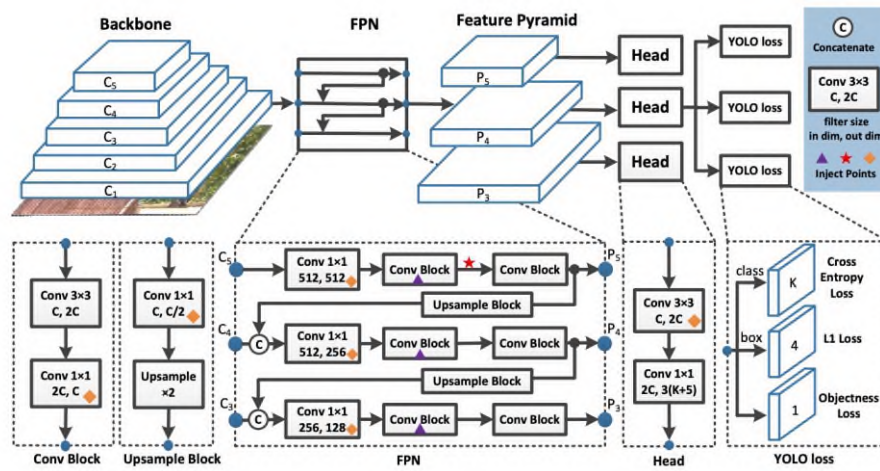 Backbone
FPN
Feature Pyramid
C5
C4
C3
C2
C1
P5
P4
P3
Head
Head
Head
YOLO loss
YOLO loss
YOLO loss
C
Concatenate
Conv 3×3
C, 2C
filter size
in dim, out dim
Inject Points
Conv 3×3
C, 2C
Conv 1×1
2C, C
Conv Block
Conv 1×1
C, C/2
Upsample
×2
Upsample Block
C5
Conv 1×1
512, 512
Conv Block
Conv Block
P5
Upsample Block
C4
C
Conv 1×1
512, 256
Conv Block
Conv Block
P4
Upsample Block
C3
C
Conv 1×1
256, 128
Conv Block
Conv Block
P3
FPN
Conv 3×3
C, 2C
Conv 1×1
2C, 3(K+5)
Head
class
K
Cross
Entropy
Loss
box
4
L1 Loss
1
Objectness
Loss
YOLO loss